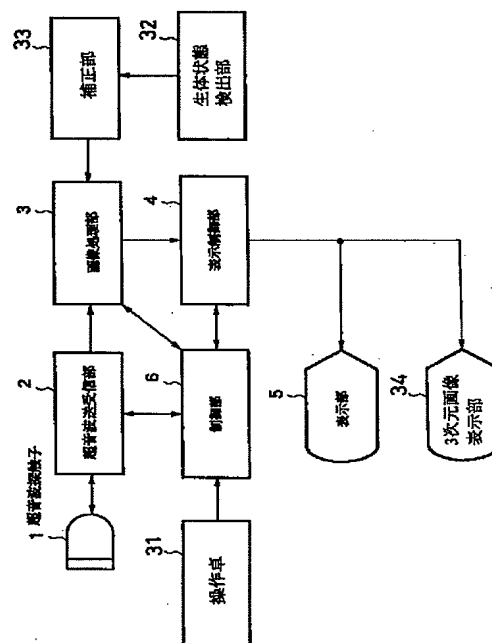 1 超音波探触子
2
超音波送受信部
3
画像処理部
33
補正部
32
生体状態
検出部
31
操作卓
6
制御部
4
表示制御部
5
表示部
34
3次元画像
表示部